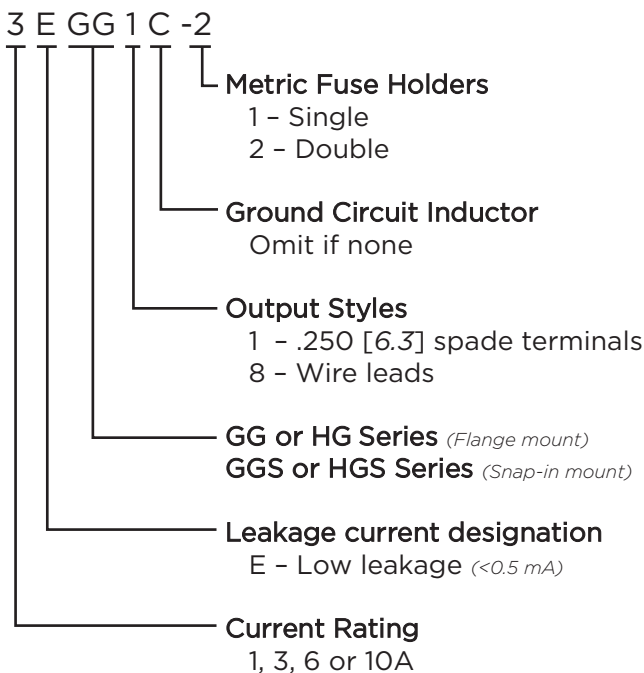 3 E GG 1 C -2
Metric Fuse Holders
1 – Single
2 – Double
Ground Circuit Inductor
Omit if none
Output Styles
1 – .250 [6.3] spade terminals
8 – Wire leads
GG or HG Series (Flange mount)
GGS or HGS Series (Snap-in mount)
Leakage current designation
E – Low leakage (<0.5 mA)
Current Rating
1, 3, 6 or 10A